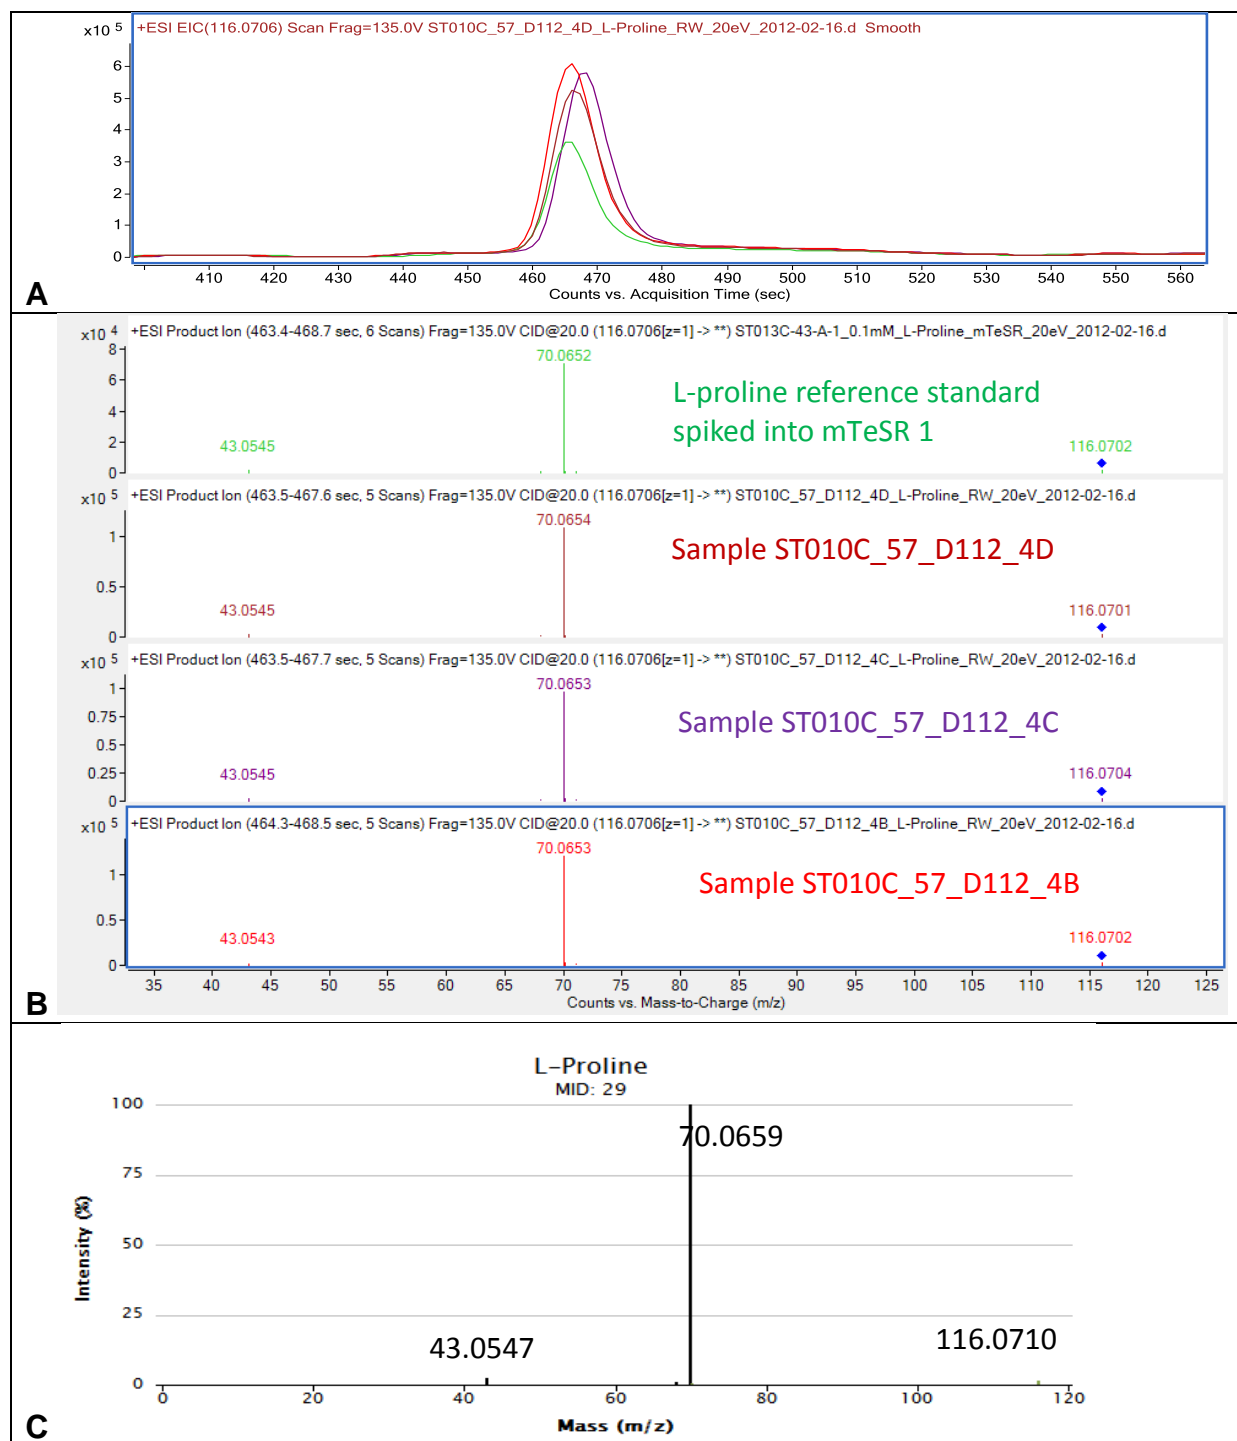 x10 5
+ESI EIC(116.0706) Scan Frag=135.0V ST010C_57_D112_4D_L-Proline_RW_20eV_2012-02-16.d Smooth
6
5
4
3
2
1
0
410 420 430 440 450 460 470 480 490 500 510 520 530 540 550 560
Counts vs. Acquisition Time (sec)
A
x10 4
+ESI Product Ion (463.4-468.7 sec, 6 Scans) Frag=135.0V CID@20.0 (116.0706[z=1] -> **) ST013C-43-A-1_0.1mM_L-Proline_mTeSR_20eV_2012-02-16.d
8
6
4
2
0
70.0652
L-proline reference standard
spiked into mTeSR 1
43.0545
116.0702
x10 5
+ESI Product Ion (463.5-467.6 sec, 5 Scans) Frag=135.0V CID@20.0 (116.0706[z=1] -> **) ST010C_57_D112_4D_L-Proline_RW_20eV_2012-02-16.d
1
0.5
0
70.0654
Sample ST010C_57_D112_4D
43.0545
116.0701
x10 5
+ESI Product Ion (463.5-467.7 sec, 5 Scans) Frag=135.0V CID@20.0 (116.0706[z=1] -> **) ST010C_57_D112_4C_L-Proline_RW_20eV_2012-02-16.d
1
0.75
0.5
0.25
0
70.0653
Sample ST010C_57_D112_4C
43.0545
116.0704
x10 5
+ESI Product Ion (464.3-468.5 sec, 5 Scans) Frag=135.0V CID@20.0 (116.0706[z=1] -> **) ST010C_57_D112_4B_L-Proline_RW_20eV_2012-02-16.d
1
0.5
0
70.0653
Sample ST010C_57_D112_4B
43.0543
116.0702
35 40 45 50 55 60 65 70 75 80 85 90 95 100 105 110 115 120 125
Counts vs. Mass-to-Charge (m/z)
B
L-Proline
MID: 29
Intensity (%)
100
75
50
25
0
70.0659
43.0547
116.0710
0 20 40 60 80 100 120
Mass (m/z)
C